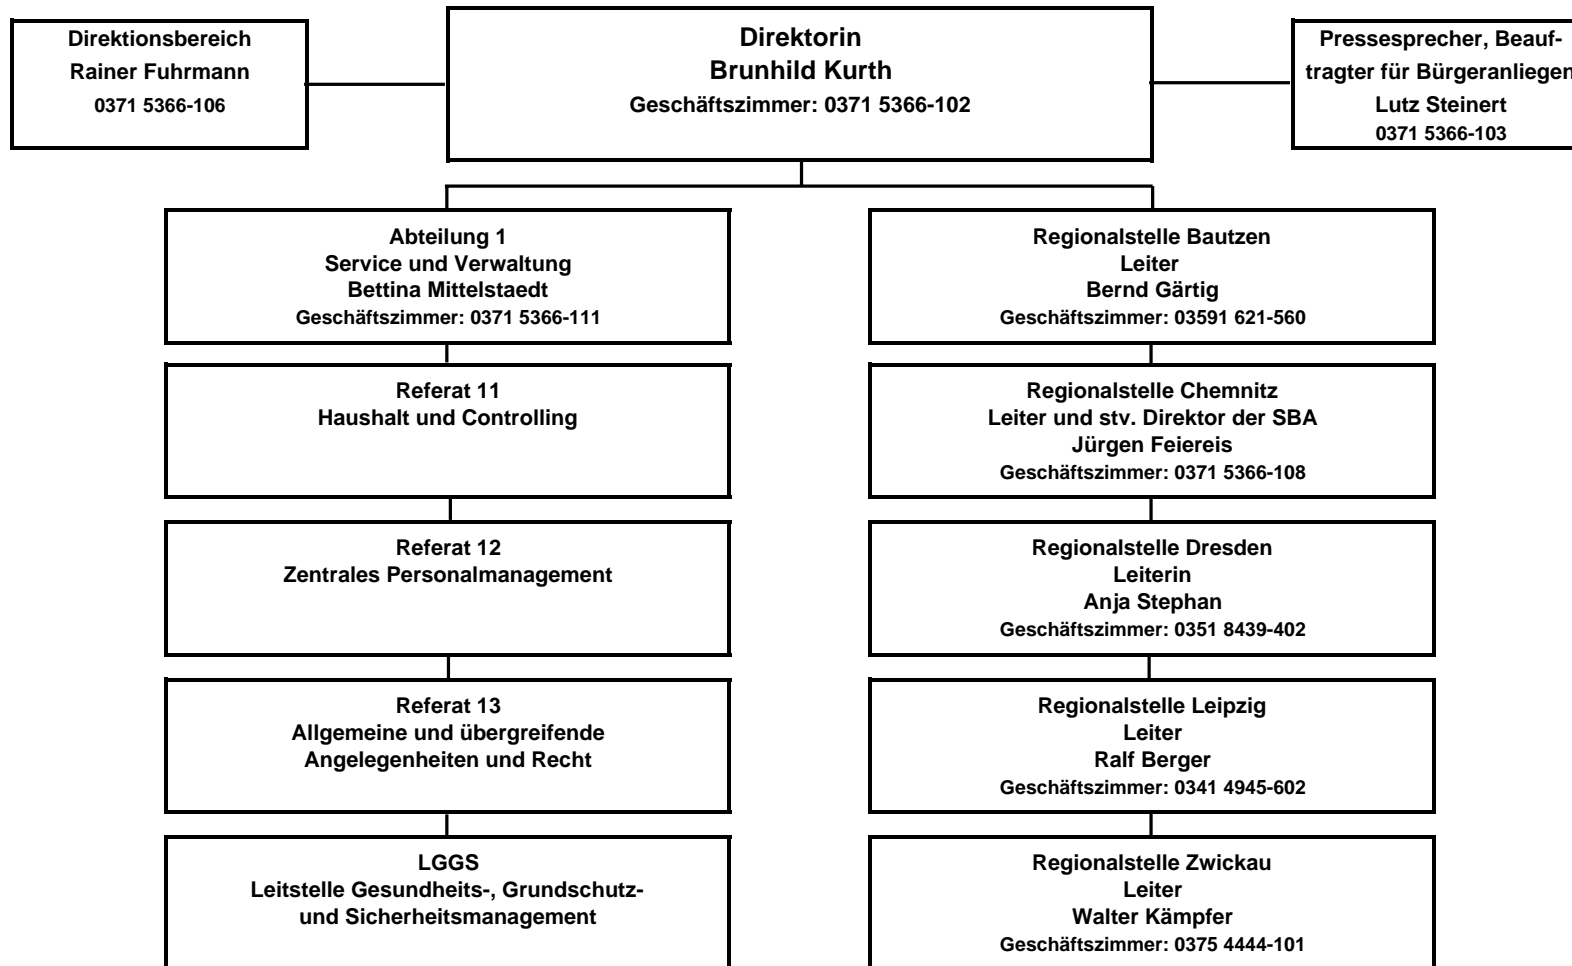 Direktionsbereich
Rainer Fuhrmann
0371 5366-106
Direktorin
Brunhild Kurth
Geschäftszimmer: 0371 5366-102
Pressesprecher, Beauf-
tragter für Bürgeranliegen
Lutz Steinert
0371 5366-103
Abteilung 1
Service und Verwaltung
Bettina Mittelstaedt
Geschäftszimmer: 0371 5366-111
Referat 11
Haushalt und Controlling
Referat 12
Zentrales Personalmanagement
Referat 13
Allgemeine und übergreifende
Angelegenheiten und Recht
LGGS
Leitstelle Gesundheits-, Grundschutz-
und Sicherheitsmanagement
Regionalstelle Bautzen
Leiter
Bernd Gärtig
Geschäftszimmer: 03591 621-560
Regionalstelle Chemnitz
Leiter und stv. Direktor der SBA
Jürgen Feiereis
Geschäftszimmer: 0371 5366-108
Regionalstelle Dresden
Leiterin
Anja Stephan
Geschäftszimmer: 0351 8439-402
Regionalstelle Leipzig
Leiter
Ralf Berger
Geschäftszimmer: 0341 4945-602
Regionalstelle Zwickau
Leiter
Walter Kämpfer
Geschäftszimmer: 0375 4444-101